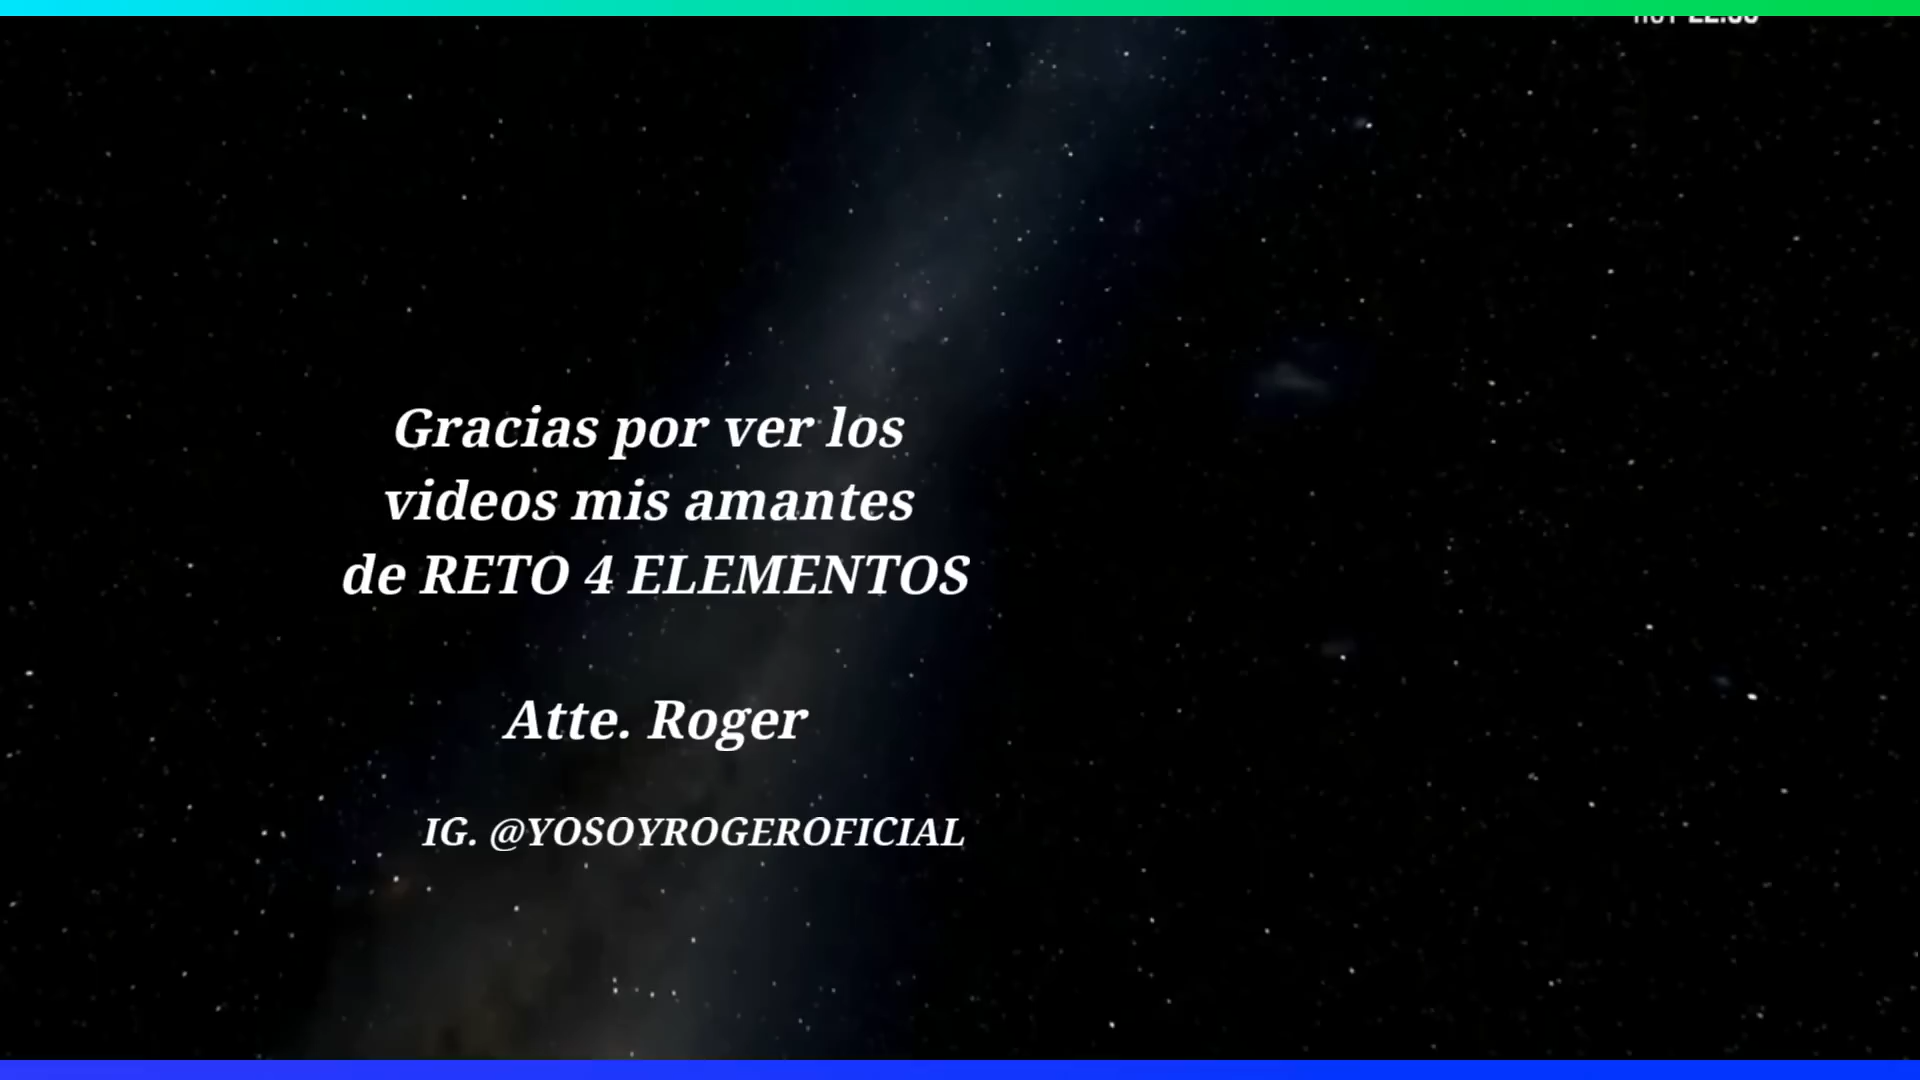 Gracias por ver los
videos mis amantes
de RETO 4 ELEMENTOS
Atte. Roger
IG. @YOSOYROGEROFICIAL